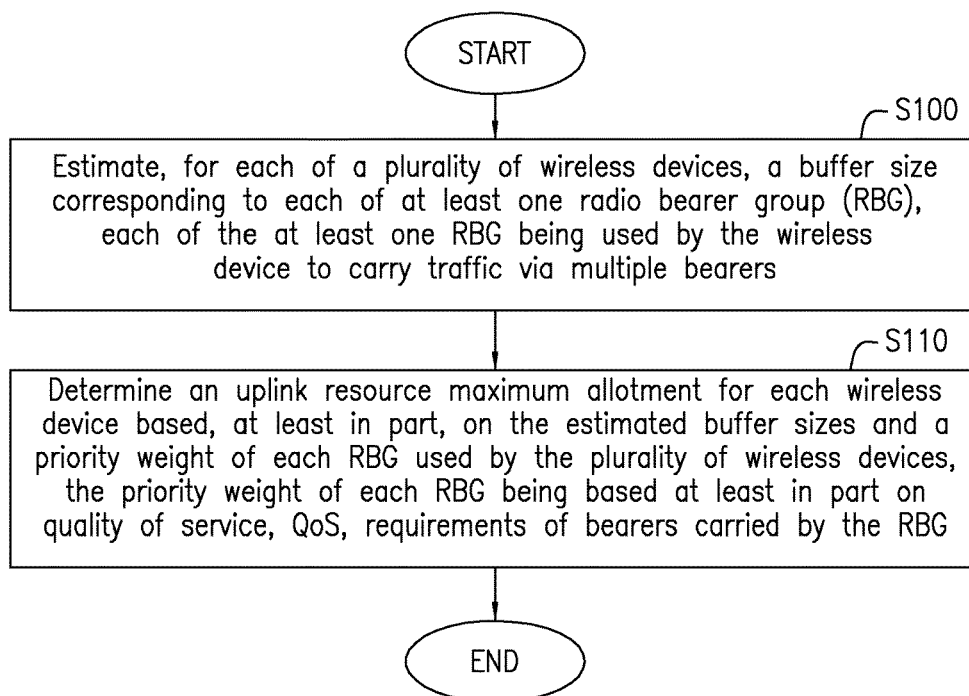 START
S100
Estimate, for each of a plurality of wireless devices, a buffer size
corresponding to each of at least one radio bearer group (RBG),
each of the at least one RBG being used by the wireless
device to carry traffic via multiple bearers
S110
Determine an uplink resource maximum allotment for each wireless
device based, at least in part, on the estimated buffer sizes and a
priority weight of each RBG used by the plurality of wireless devices,
the priority weight of each RBG being based at least in part on
quality of service, QoS, requirements of bearers carried by the RBG
END